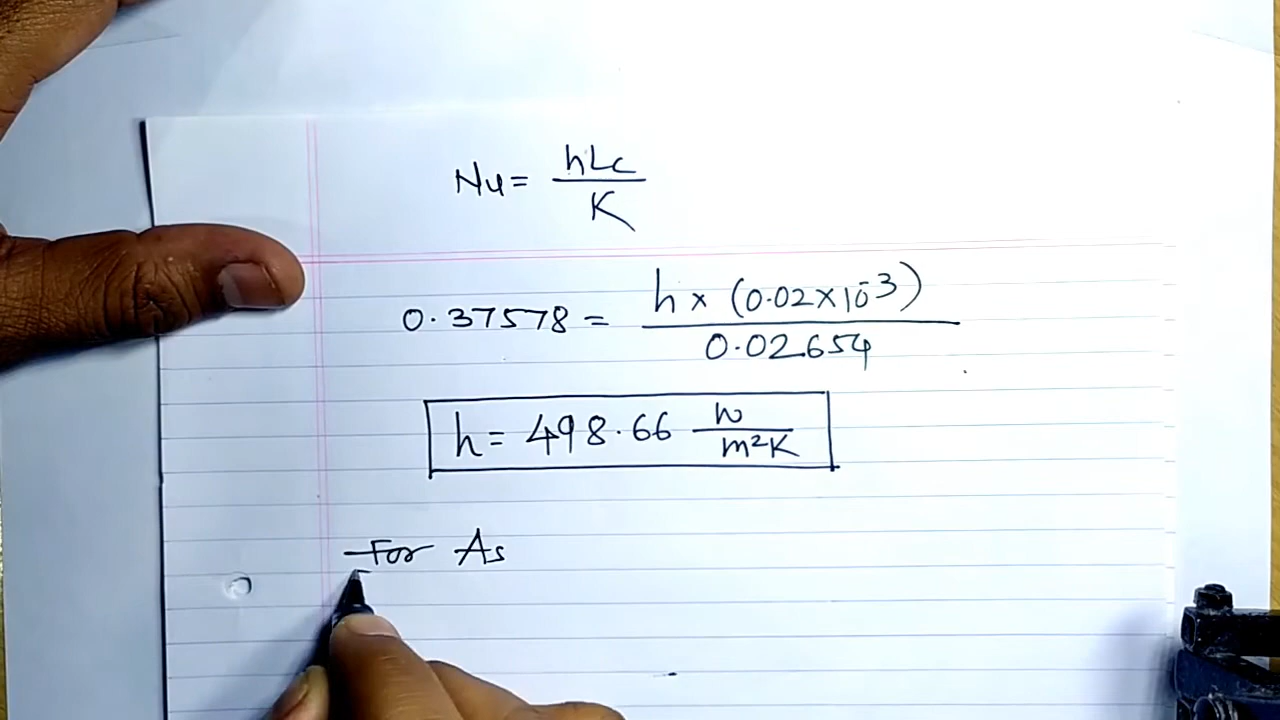 Nu = hLc / K
0.37578 = h × (0.02×10⁻³) / 0.02654
h = 498.66 w / m²K
For As